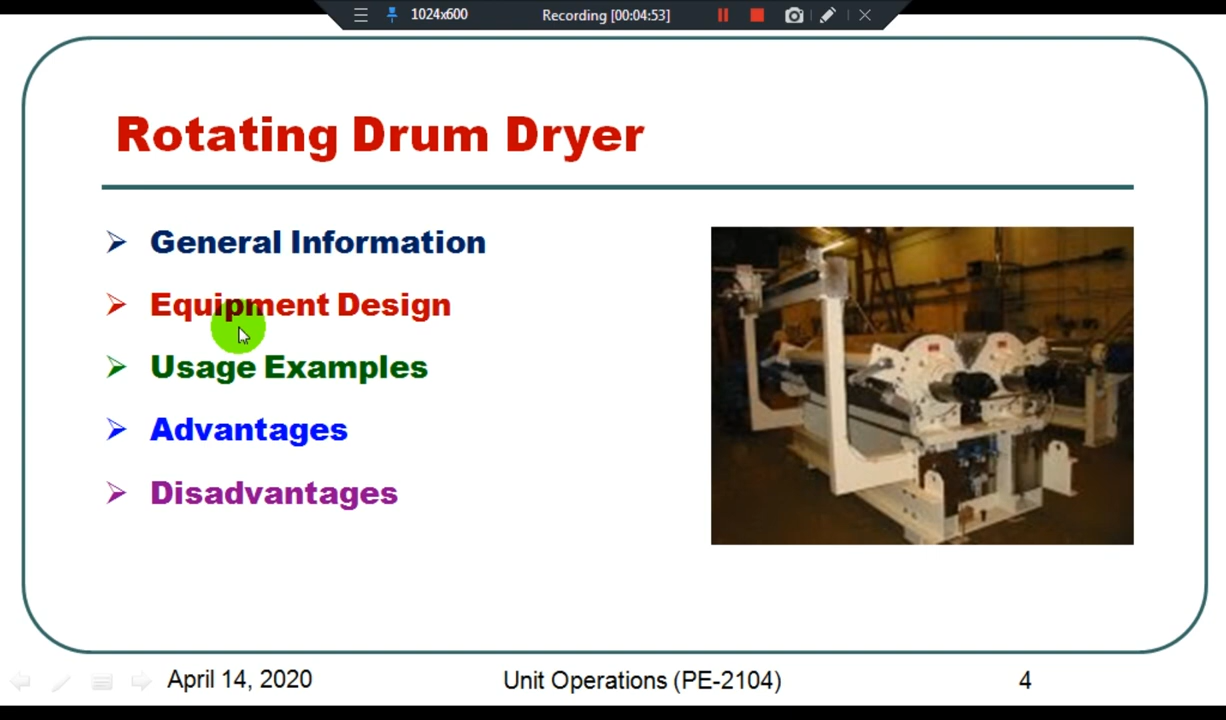 1024x600
Recording [00:04:53]
Rotating Drum Dryer
General Information
Equipment Design
Usage Examples
Advantages
Disadvantages
April 14, 2020
Unit Operations (PE-2104)
4